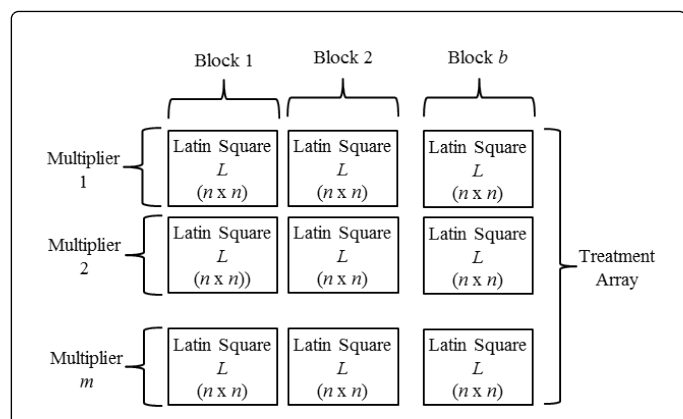 Block 1
Block 2
Block b
Multiplier
1
Latin Square
L
(n x n)
Latin Square
L
(n x n)
Latin Square
L
(n x n)
Multiplier
2
Latin Square
L
(n x n))
Latin Square
L
(n x n)
Latin Square
L
(n x n)
Treatment
Array
Multiplier
m
Latin Square
L
(n x n)
Latin Square
L
(n x n)
Latin Square
L
(n x n)